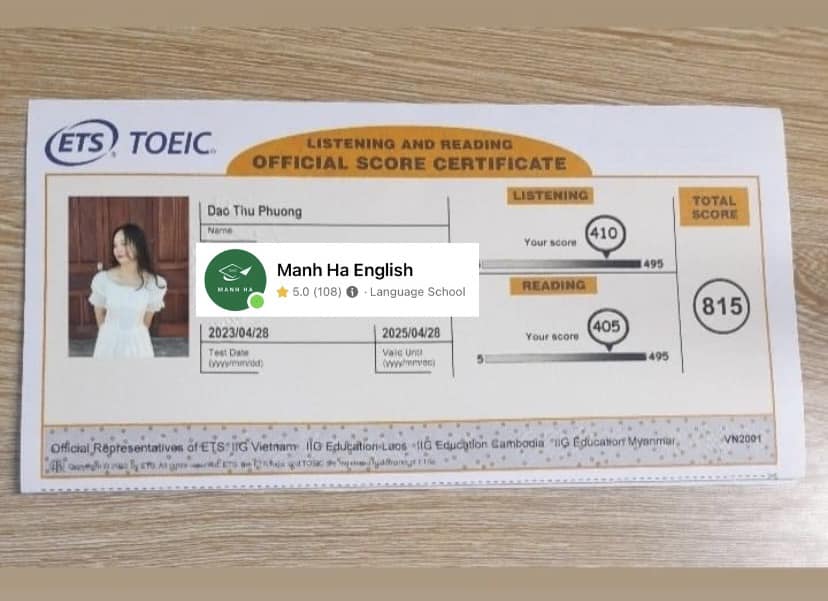 ETS TOEIC
LISTENING AND READING
OFFICIAL SCORE CERTIFICATE
Dao Thu Phuong
Name
MANH HA
Manh Ha English
5.0 (108) · Language School
2023/04/28
Test Date
(yyyy/mm/dd)
2025/04/28
Valid Until
(yyyy/mm/dd)
LISTENING
Your score
410
495
READING
Your score
405
5
495
TOTAL
SCORE
815
Official Representatives of ETS: IIG Vietnam IIG Education Laos IIG Education Cambodia IIG Education Myanmar
VN2001